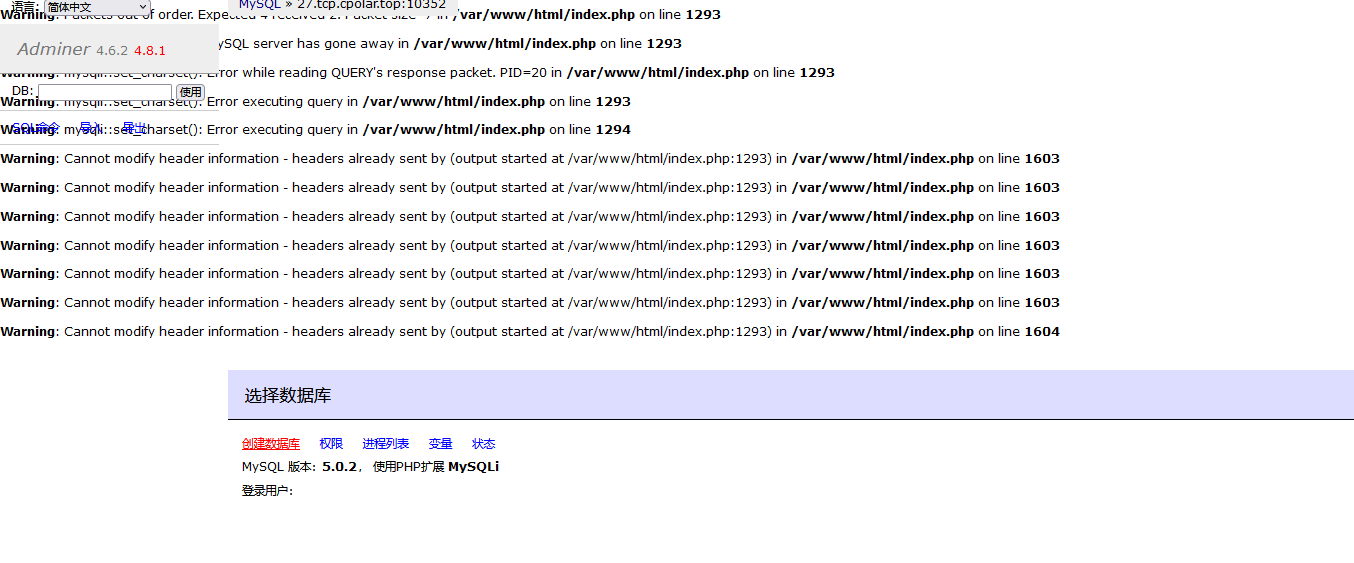 语言: 简体中文
MySQL » 27.tcp.cpolar.top:10352
Warning: Packets out of order. Expected 4 received 2. Packet size=7 in /var/www/html/index.php on line 1293
Adminer 4.6.2 4.8.1
ySQL server has gone away in /var/www/html/index.php on line 1293
Warning: mysqli::set_charset(): Error while reading QUERY's response packet. PID=20 in /var/www/html/index.php on line 1293
DB: 使用
Warning: mysqli::set_charset(): Error executing query in /var/www/html/index.php on line 1293
SQL命令 导入 导出
Warning: mysqli::set_charset(): Error executing query in /var/www/html/index.php on line 1294
Warning: Cannot modify header information - headers already sent by (output started at /var/www/html/index.php:1293) in /var/www/html/index.php on line 1603
Warning: Cannot modify header information - headers already sent by (output started at /var/www/html/index.php:1293) in /var/www/html/index.php on line 1603
Warning: Cannot modify header information - headers already sent by (output started at /var/www/html/index.php:1293) in /var/www/html/index.php on line 1603
Warning: Cannot modify header information - headers already sent by (output started at /var/www/html/index.php:1293) in /var/www/html/index.php on line 1603
Warning: Cannot modify header information - headers already sent by (output started at /var/www/html/index.php:1293) in /var/www/html/index.php on line 1603
Warning: Cannot modify header information - headers already sent by (output started at /var/www/html/index.php:1293) in /var/www/html/index.php on line 1603
Warning: Cannot modify header information - headers already sent by (output started at /var/www/html/index.php:1293) in /var/www/html/index.php on line 1604
选择数据库
创建数据库 权限 进程列表 变量 状态
MySQL 版本: 5.0.2, 使用PHP扩展 MySQLi
登录用户: